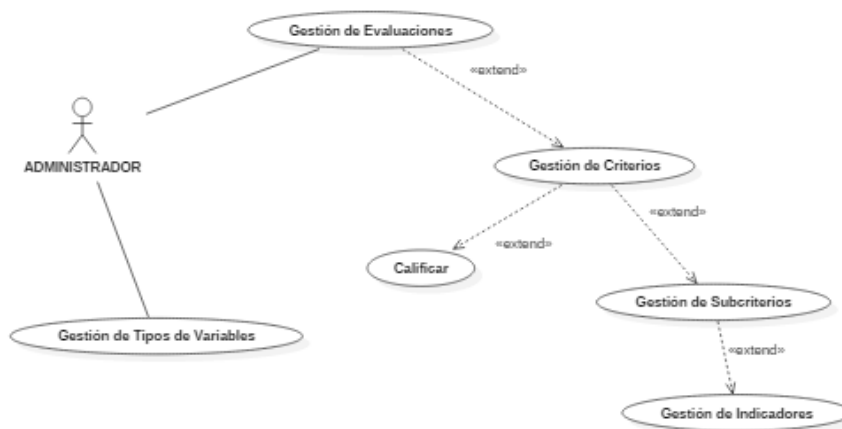 Gestión de Evaluaciones
«extend»
ADMINISTRADOR
Gestión de Criterios
«extend»
«extend»
Calificar
Gestión de Subcriterios
Gestión de Tipos de Variables
«extend»
Gestión de Indicadores